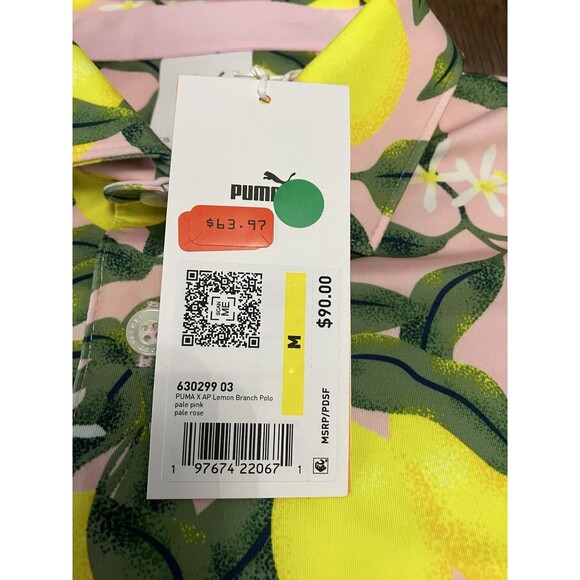 PUMA
$63.97
SCAN
ME
M
$90.00
MSRP/PDSF
630299 03
PUMA X AP Lemon Branch Polo
pale pink
pale rose
1 97674 22067 1